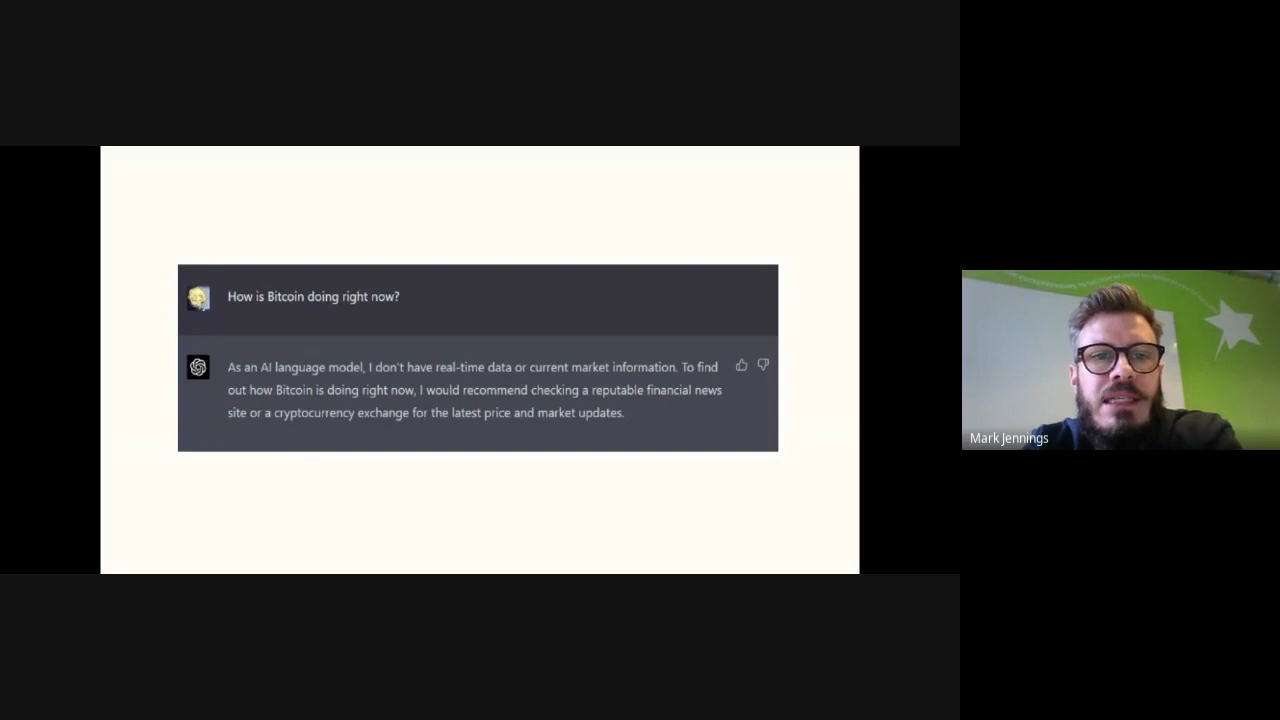 How is Bitcoin doing right now?
As an AI language model, I don't have real-time data or current market information. To find
out how Bitcoin is doing right now, I would recommend checking a reputable financial news
site or a cryptocurrency exchange for the latest price and market updates.
Mark Jennings